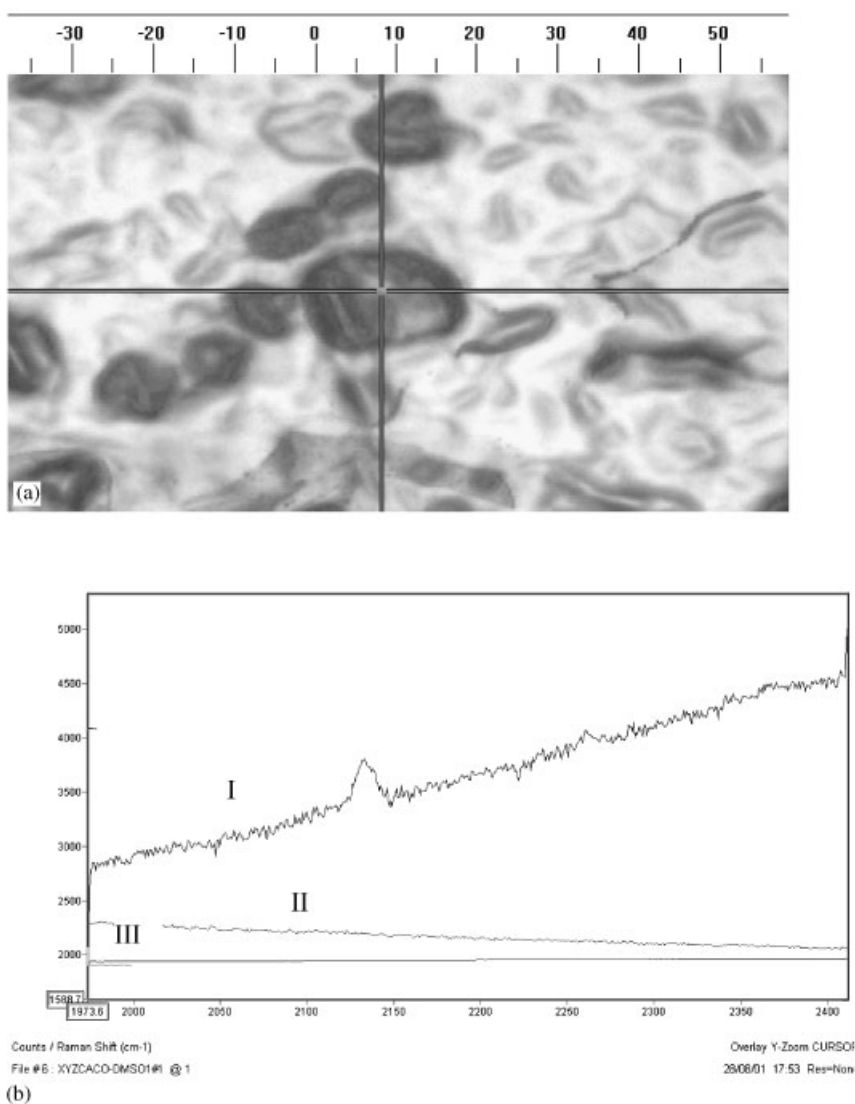 -30 -20 -10 0 10 20 30 40 50
(a)
5000
4500
4000
I
3500
3000
2500
II
III
2000
1588.7
1973.6 2000 2050 2100 2150 2200 2250 2300 2350 2400
Counts / Raman Shift (cm-1)
Overlay Y-Zoom CURSOR
File # 6 : XYZCACO-DMSO1#1 @ 1
28/08/01 17:53 Res=Non
(b)